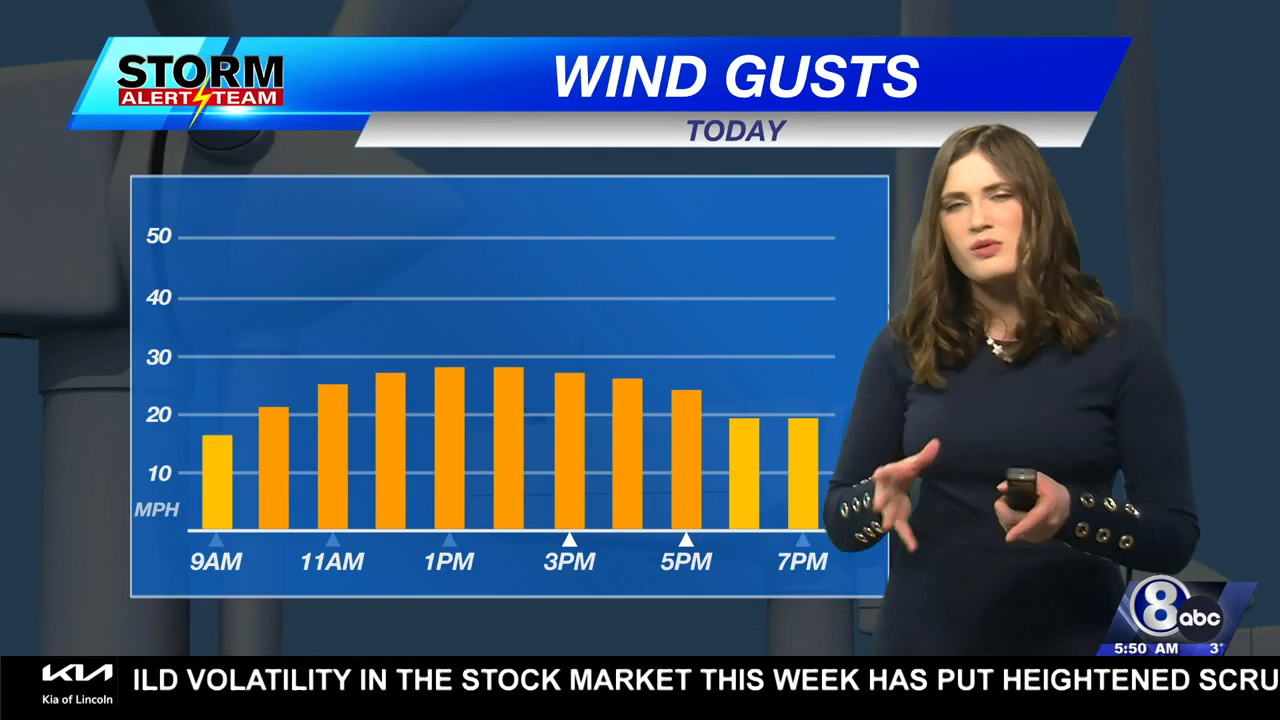 STORM
ALERT TEAM
WIND GUSTS
TODAY
50
40
30
20
10
MPH
9AM 11AM 1PM 3PM 5PM 7PM
8 abc
5:50 AM 3°
KIA
Kia of Lincoln
ILD VOLATILITY IN THE STOCK MARKET THIS WEEK HAS PUT HEIGHTENED SCRU